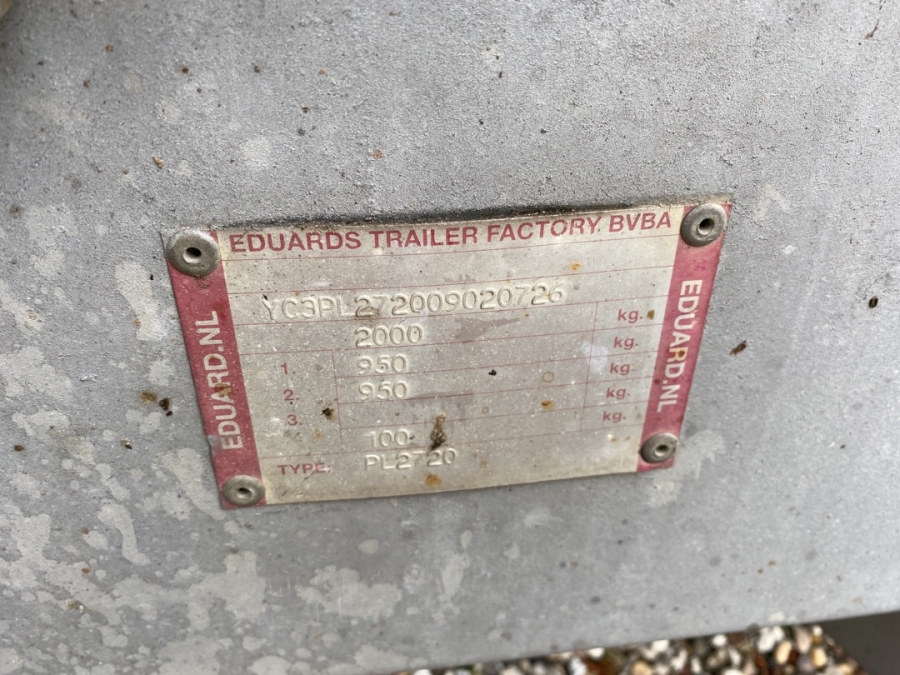 EDUARDS TRAILER FACTORY. BVBA
YC3PL272009020726
2000 kg.
1. 950 kg.
2. 950 kg.
3. kg.
100
TYPE: PL2720
EDUARD.NL
EDUARD.NL